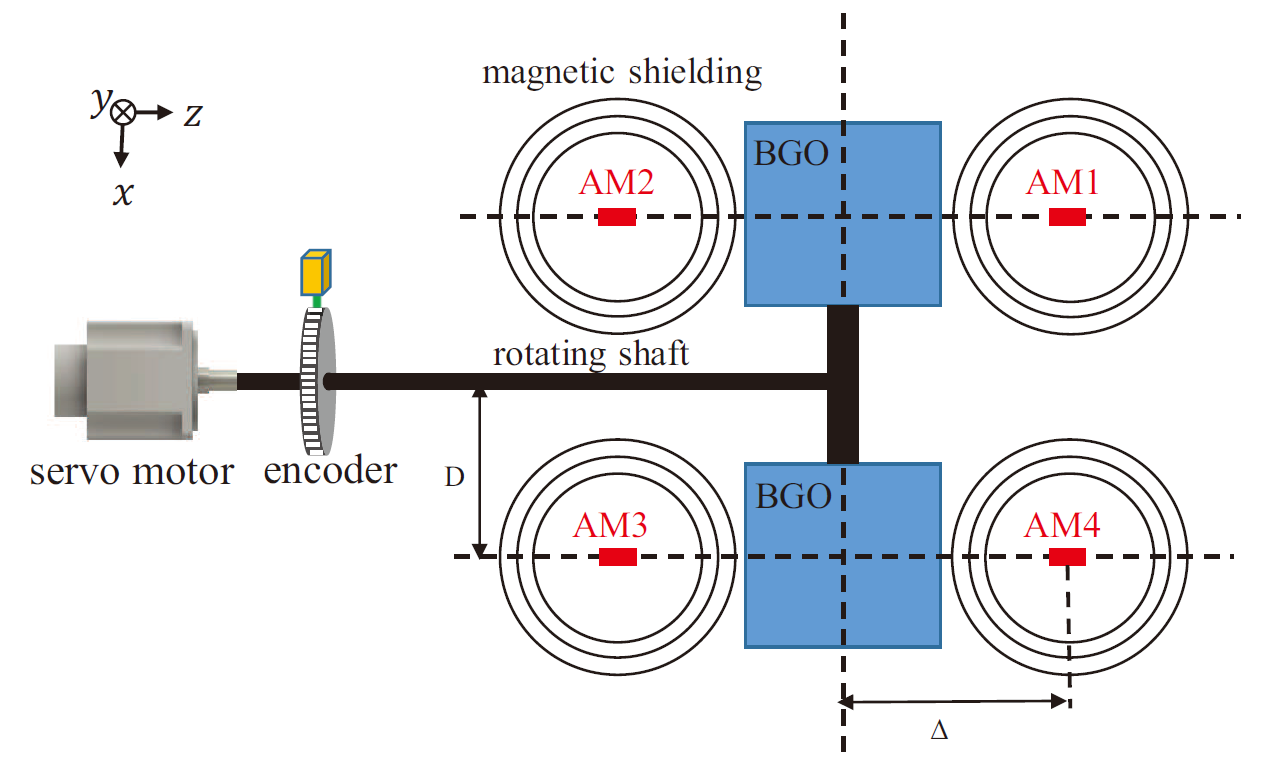 magnetic shielding
y
z
x
BGO
AM2
AM1
rotating shaft
servo motor
encoder
D
BGO
AM3
AM4
Δ